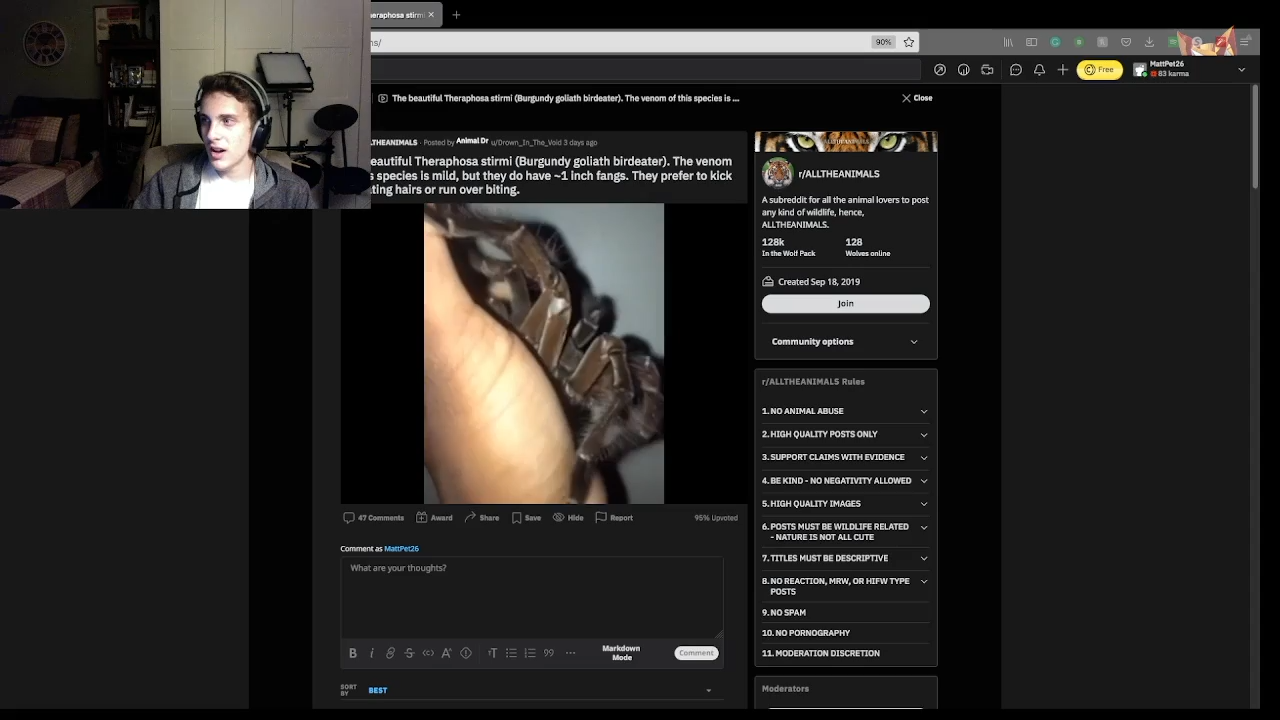 heraphosa stirmi
ns/
90%
Free
MattPet26
83 karma
The beautiful Theraphosa stirmi (Burgundy goliath birdeater). The venom of this species is ...
Close
LTHEANIMALS · Posted by Animal Dr u/Drown_In_The_Void 3 days ago
eautiful Theraphosa stirmi (Burgundy goliath birdeater). The venom
s species is mild, but they do have ~1 inch fangs. They prefer to kick
ting hairs or run over biting.
47 Comments
Award
Share
Save
Hide
Report
95% Upvoted
Comment as MattPet26
What are your thoughts?
B i
Markdown
Mode
Comment
SORT
BY
BEST
r/ALLTHEANIMALS
A subreddit for all the animal lovers to post
any kind of wildlife, hence,
ALLTHEANIMALS.
128k
In the Wolf Pack
128
Wolves online
Created Sep 18, 2019
Join
Community options
r/ALLTHEANIMALS Rules
1. NO ANIMAL ABUSE
2. HIGH QUALITY POSTS ONLY
3. SUPPORT CLAIMS WITH EVIDENCE
4. BE KIND - NO NEGATIVITY ALLOWED
5. HIGH QUALITY IMAGES
6. POSTS MUST BE WILDLIFE RELATED
- NATURE IS NOT ALL CUTE
7. TITLES MUST BE DESCRIPTIVE
8. NO REACTION, MRW, OR HIFW TYPE
POSTS
9. NO SPAM
10. NO PORNOGRAPHY
11. MODERATION DISCRETION
Moderators